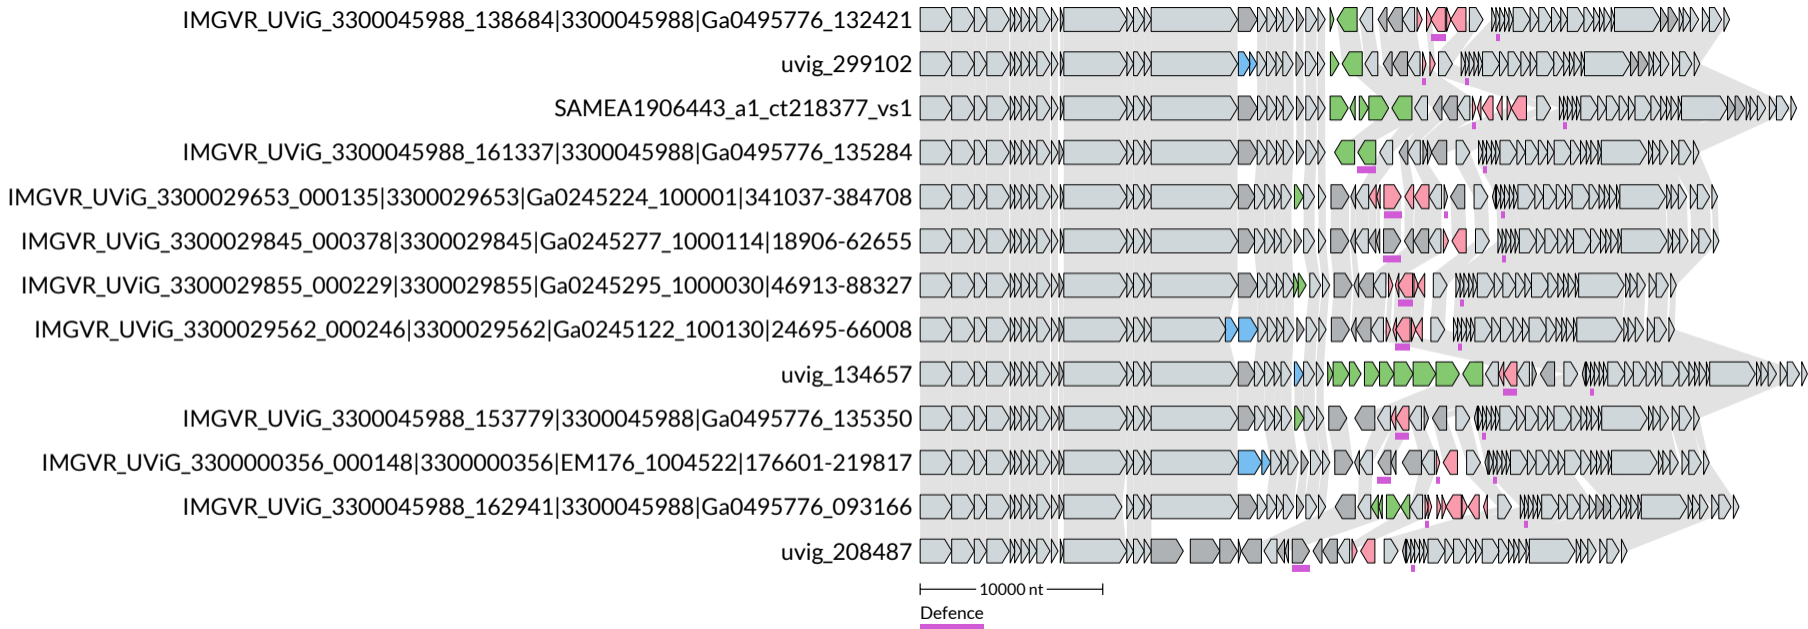 IMGVR_UViG_3300045988_138684|3300045988|Ga0495776_132421
uvig_299102
SAMEA1906443_a1_ct218377_vs1
IMGVR_UViG_3300045988_161337|3300045988|Ga0495776_135284
IMGVR_UViG_3300029653_000135|3300029653|Ga0245224_100001|341037-384708
IMGVR_UViG_3300029845_000378|3300029845|Ga0245277_1000114|18906-62655
IMGVR_UViG_3300029855_000229|3300029855|Ga0245295_1000030|46913-88327
IMGVR_UViG_3300029562_000246|3300029562|Ga0245122_100130|24695-66008
uvig_134657
IMGVR_UViG_3300045988_153779|3300045988|Ga0495776_135350
IMGVR_UViG_3300000356_000148|3300000356|EM176_1004522|176601-219817
IMGVR_UViG_3300045988_162941|3300045988|Ga0495776_093166
uvig_208487
10000 nt
Defence